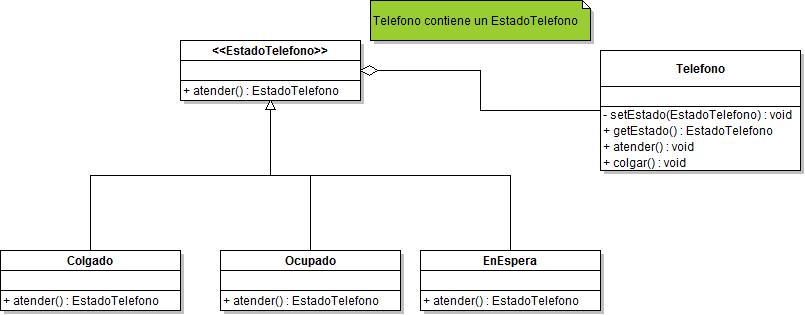 Telefono contiene un EstadoTelefono
<<EstadoTelefono>>
+ atender() : EstadoTelefono
Telefono
- setEstado(EstadoTelefono) : void
+ getEstado() : EstadoTelefono
+ atender() : void
+ colgar() : void
Colgado
+ atender() : EstadoTelefono
Ocupado
+ atender() : EstadoTelefono
EnEspera
+ atender() : EstadoTelefono